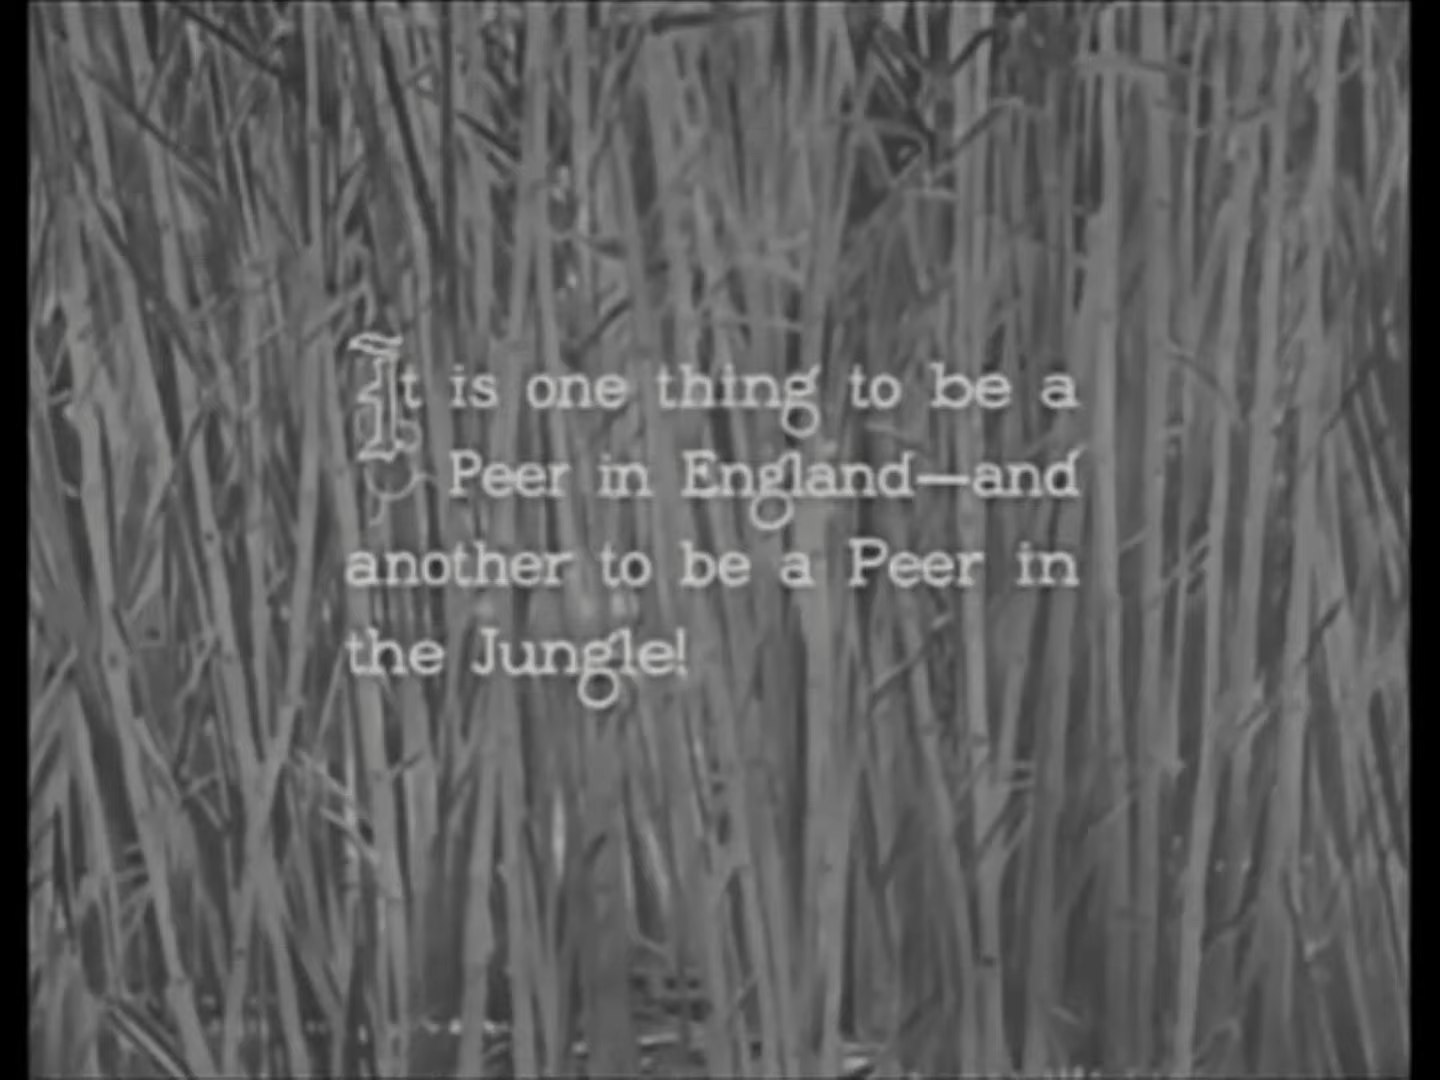 It is one thing to be a
Peer in England—and
another to be a Peer in
the Jungle!